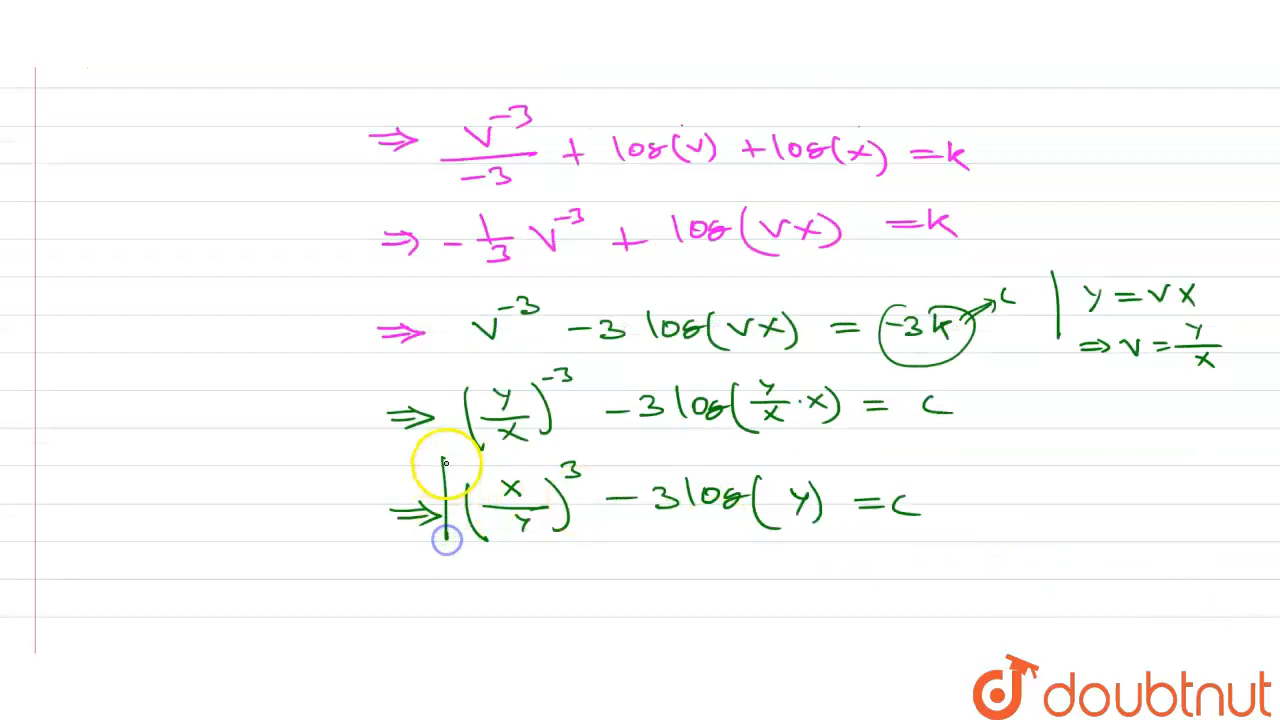 ⇒ v^-3/-3 + log(v) + log(x) = k
⇒ -1/3 v^-3 + log(vx) = k
⇒ v^-3 - 3 log(vx) = -3k → c | y = vx
⇒ v = y/x
⇒ (y/x)^-3 - 3 log(y/x · x) = c
⇒ (x/y)^3 - 3 log(y) = c
doubtnut